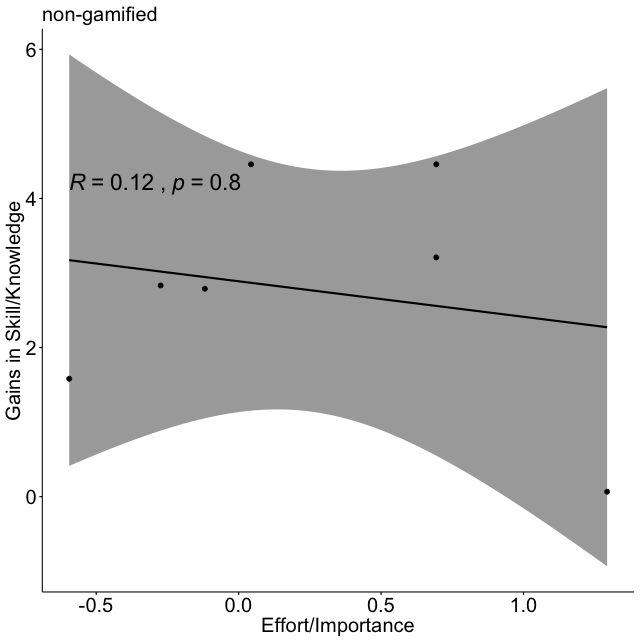 non-gamified
6
4
2
0
R = 0.12 , p = 0.8
Gains in Skill/Knowledge
-0.5 0.0 0.5 1.0
Effort/Importance